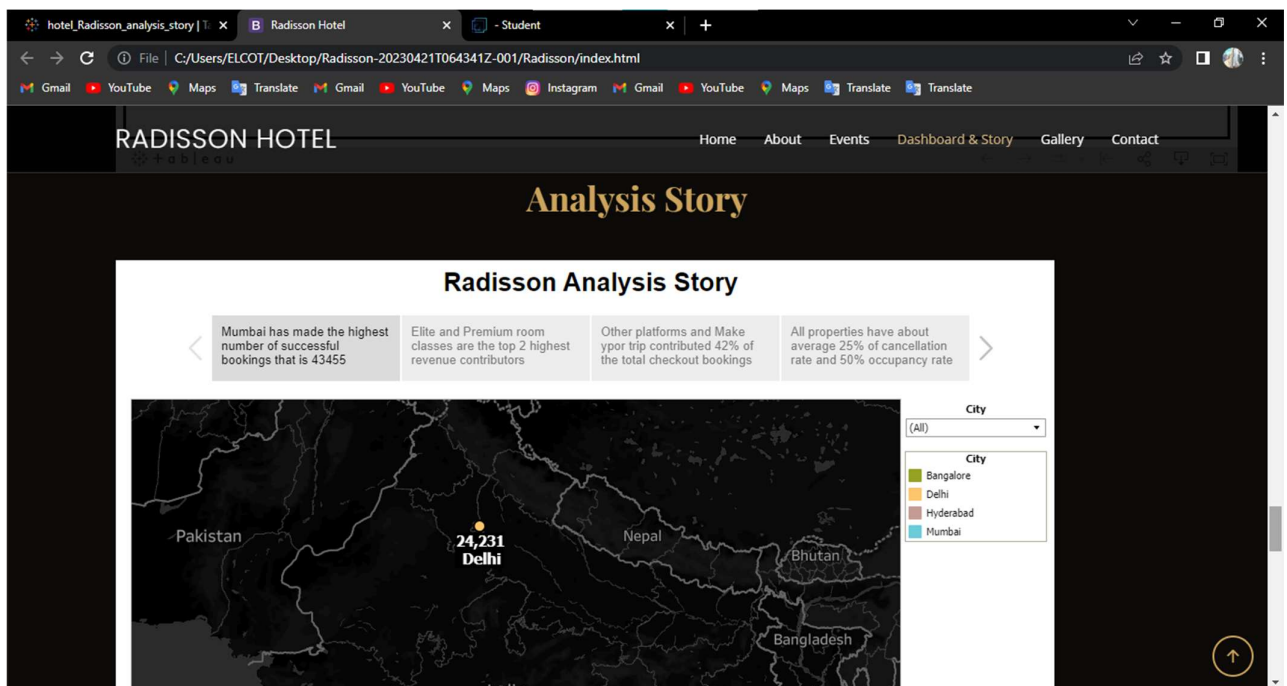 hotel_Radisson_analysis_story | Ta
Radisson Hotel
- Student
File
C:/Users/ELCOT/Desktop/Radisson-20230421T064341Z-001/Radisson/index.html
Gmail YouTube Maps Translate Gmail YouTube Maps Instagram Gmail YouTube Maps Translate Translate
RADISSON HOTEL
Home About Events Dashboard & Story Gallery Contact
+ a b l e a u
Analysis Story
Radisson Analysis Story
Mumbai has made the highest
number of successful
bookings that is 43455
Elite and Premium room
classes are the top 2 highest
revenue contributors
Other platforms and Make
ypor trip contributed 42% of
the total checkout bookings
All properties have about
average 25% of cancellation
rate and 50% occupancy rate
City
(All)
City
Bangalore
Delhi
Hyderabad
Mumbai
Pakistan
24,231
Delhi
Nepal
Bhutan
Bangladesh